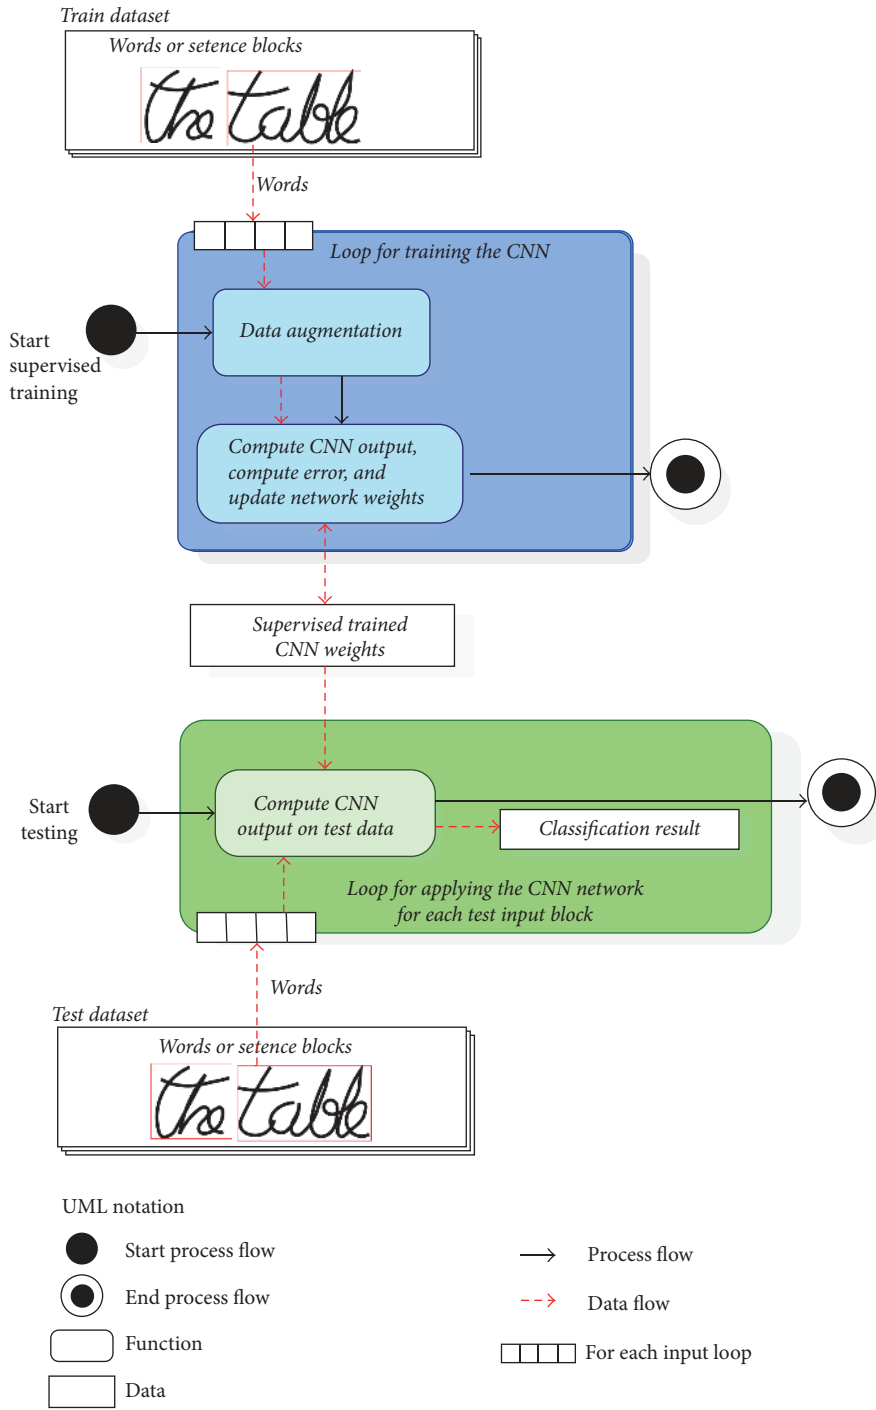 Train dataset
Words or setence blocks
the table
Words
Loop for training the CNN
Data augmentation
Start
supervised
training
Compute CNN output,
compute error, and
update network weights
Supervised trained
CNN weights
Start
testing
Compute CNN
output on test data
Classification result
Loop for applying the CNN network
for each test input block
Words
Test dataset
Words or setence blocks
the table
UML notation
Start process flow
End process flow
Function
Data
Process flow
Data flow
For each input loop